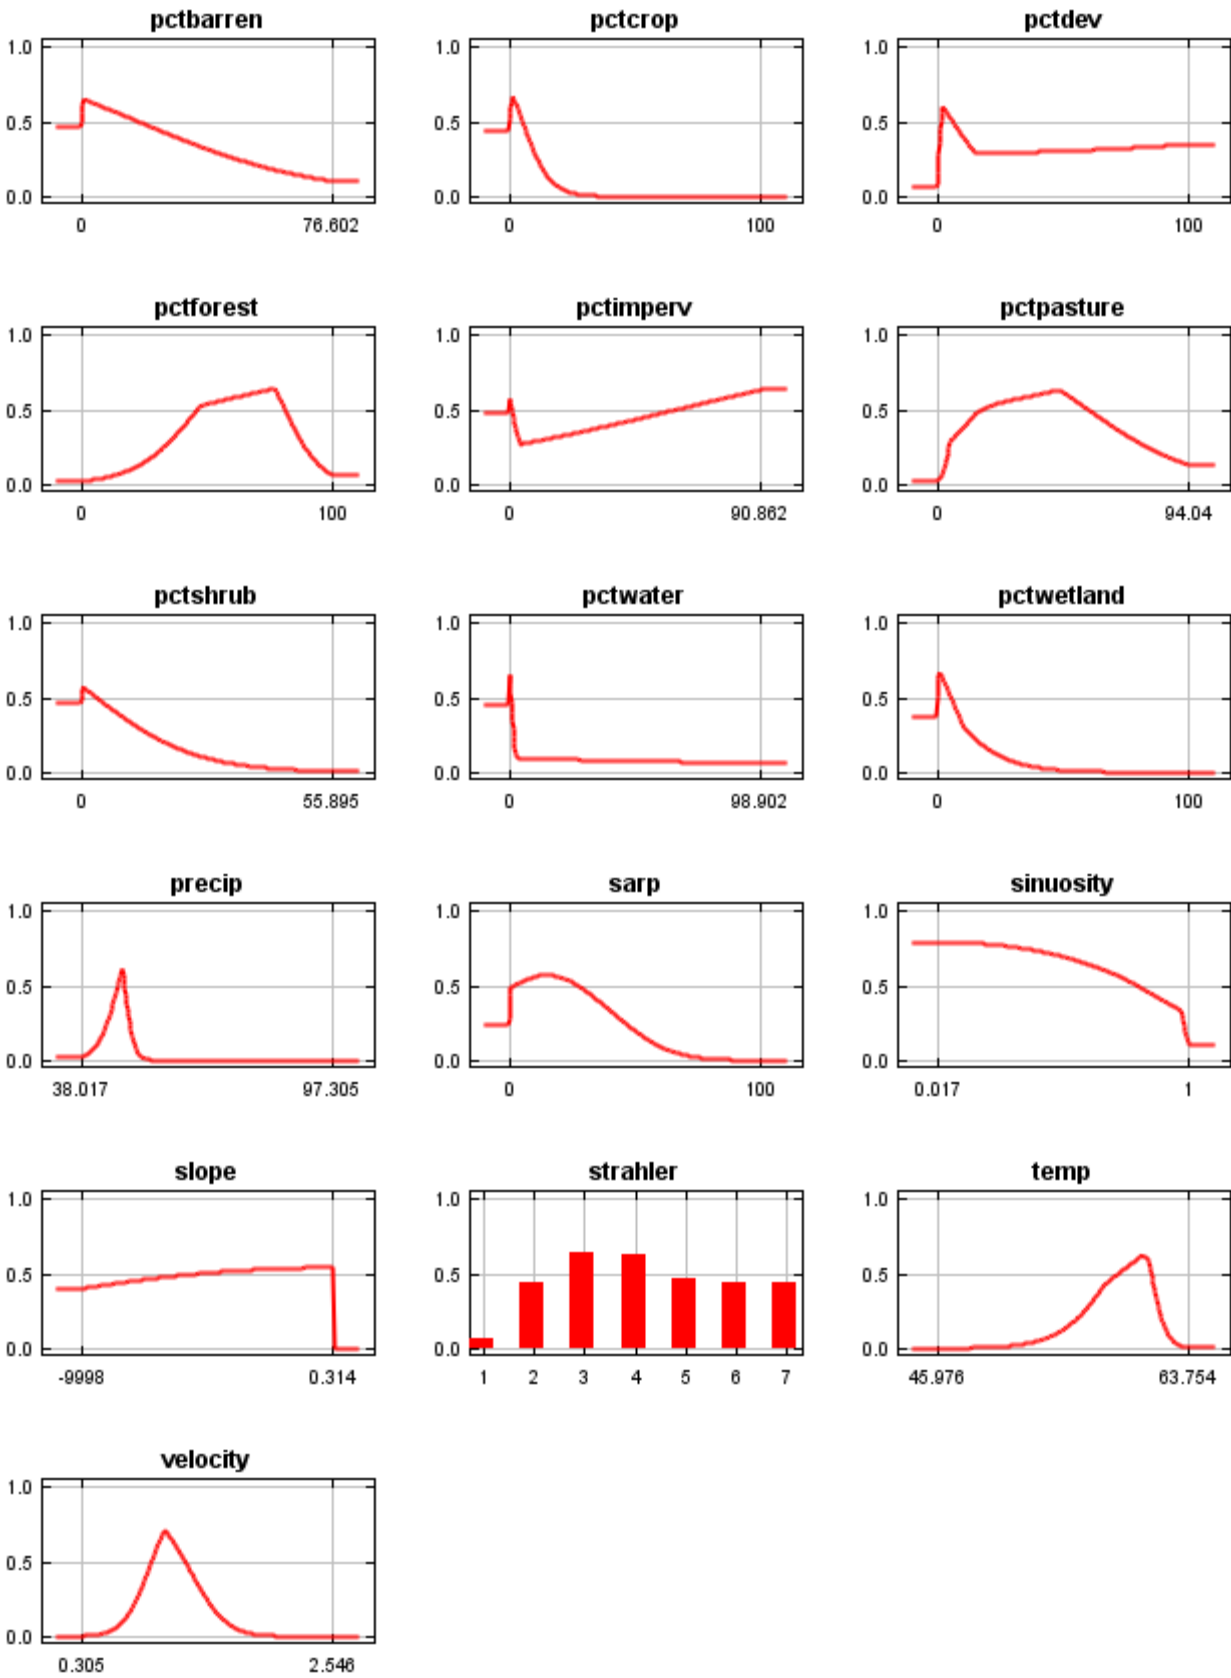 pctbarren pctcrop pctdev
1.0 1.0 1.0
0.5 0.5 0.5
0.0 0.0 0.0
0 76.602 0 100 0 100
pctforest pctimperv pctpasture
1.0 1.0 1.0
0.5 0.5 0.5
0.0 0.0 0.0
0 100 0 90.862 0 94.04
pctshrub pctwater pctwetland
1.0 1.0 1.0
0.5 0.5 0.5
0.0 0.0 0.0
0 55.895 0 98.902 0 100
precip sarp sinuosity
1.0 1.0 1.0
0.5 0.5 0.5
0.0 0.0 0.0
38.017 97.305 0 100 0.017 1
slope strahler temp
1.0 1.0 1.0
0.5 0.5 0.5
0.0 0.0 0.0
-9998 0.314 1 2 3 4 5 6 7 45.976 63.754
velocity
1.0
0.5
0.0
0.305 2.546